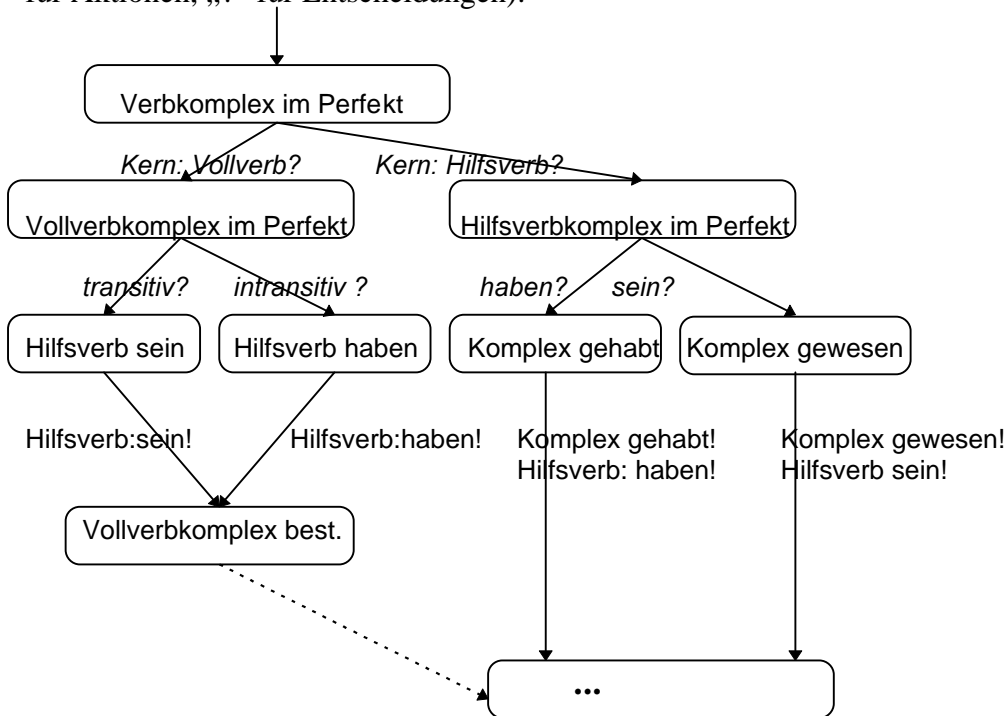 für Aktionen, „?“ für Entscheidungen).
Verbkomplex im Perfekt
Kern: Vollverb?
Kern: Hilfsverb?
Vollverbkomplex im Perfekt
Hilfsverbkomplex im Perfekt
transitiv?
intransitiv ?
haben?
sein?
Hilfsverb sein
Hilfsverb haben
Komplex gehabt
Komplex gewesen
Hilfsverb:sein!
Hilfsverb:haben!
Komplex gehabt!
Hilfsverb: haben!
Komplex gewesen!
Hilfsverb sein!
Vollverbkomplex best.
...